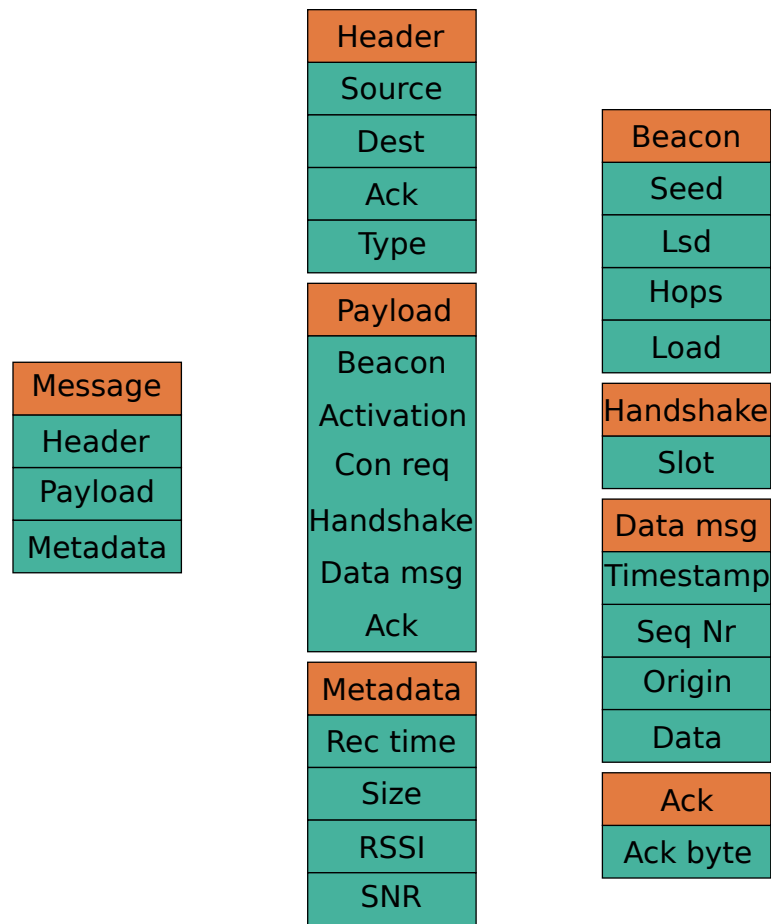 Message
Header
Payload
Metadata
Header
Source
Dest
Ack
Type
Payload
Beacon
Activation
Con req
Handshake
Data msg
Ack
Metadata
Rec time
Size
RSSI
SNR
Beacon
Seed
Lsd
Hops
Load
Handshake
Slot
Data msg
Timestamp
Seq Nr
Origin
Data
Ack
Ack byte